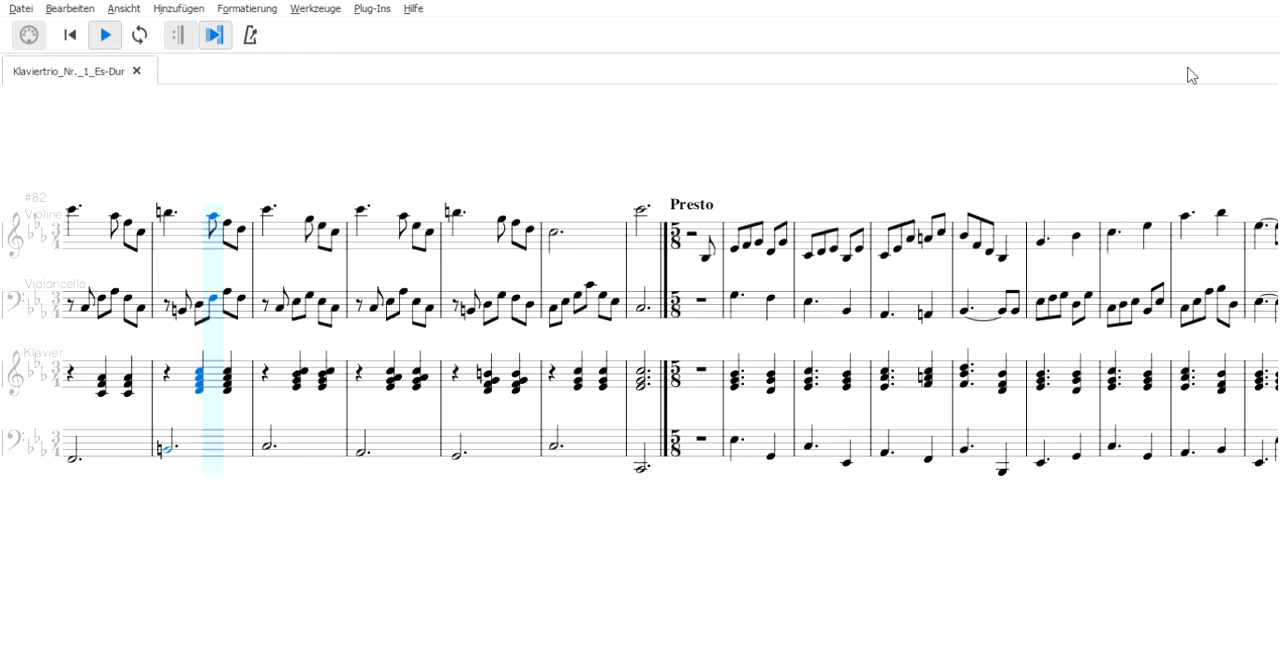 Datei Bearbeiten Ansicht Hinzufügen Formatierung Werkzeuge Plug-Ins Hilfe
Klaviertrio_Nr._1_Es-Dur
#82
Violine
Presto
Violoncello
Klavier